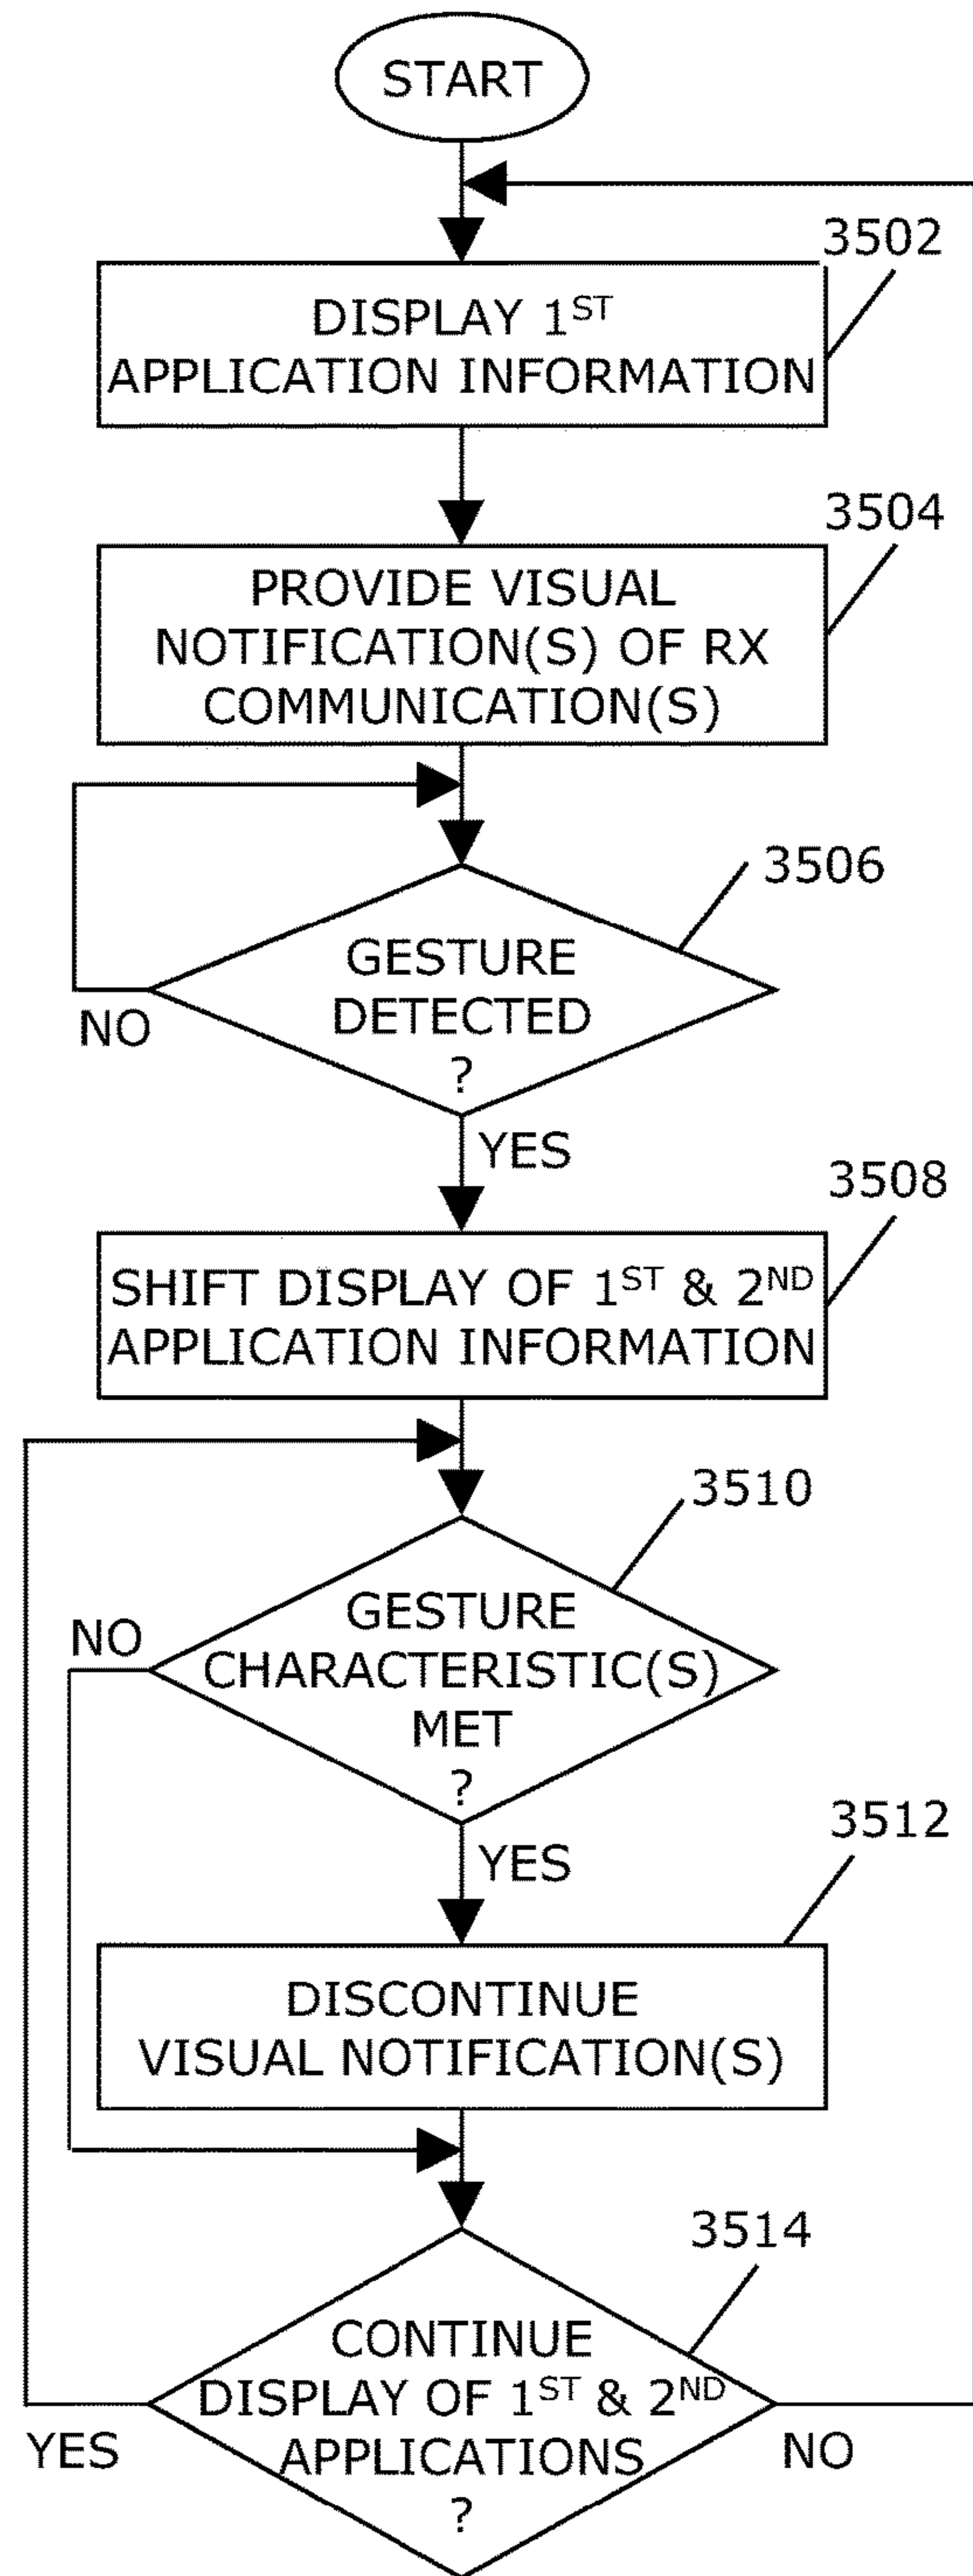 START
3502
DISPLAY 1ST
APPLICATION INFORMATION
3504
PROVIDE VISUAL
NOTIFICATION(S) OF RX
COMMUNICATION(S)
3506
GESTURE
DETECTED
?
NO
YES
3508
SHIFT DISPLAY OF 1ST & 2ND
APPLICATION INFORMATION
3510
NO
GESTURE
CHARACTERISTIC(S)
MET
?
YES
3512
DISCONTINUE
VISUAL NOTIFICATION(S)
3514
CONTINUE
DISPLAY OF 1ST & 2ND
APPLICATIONS
?
YES
NO